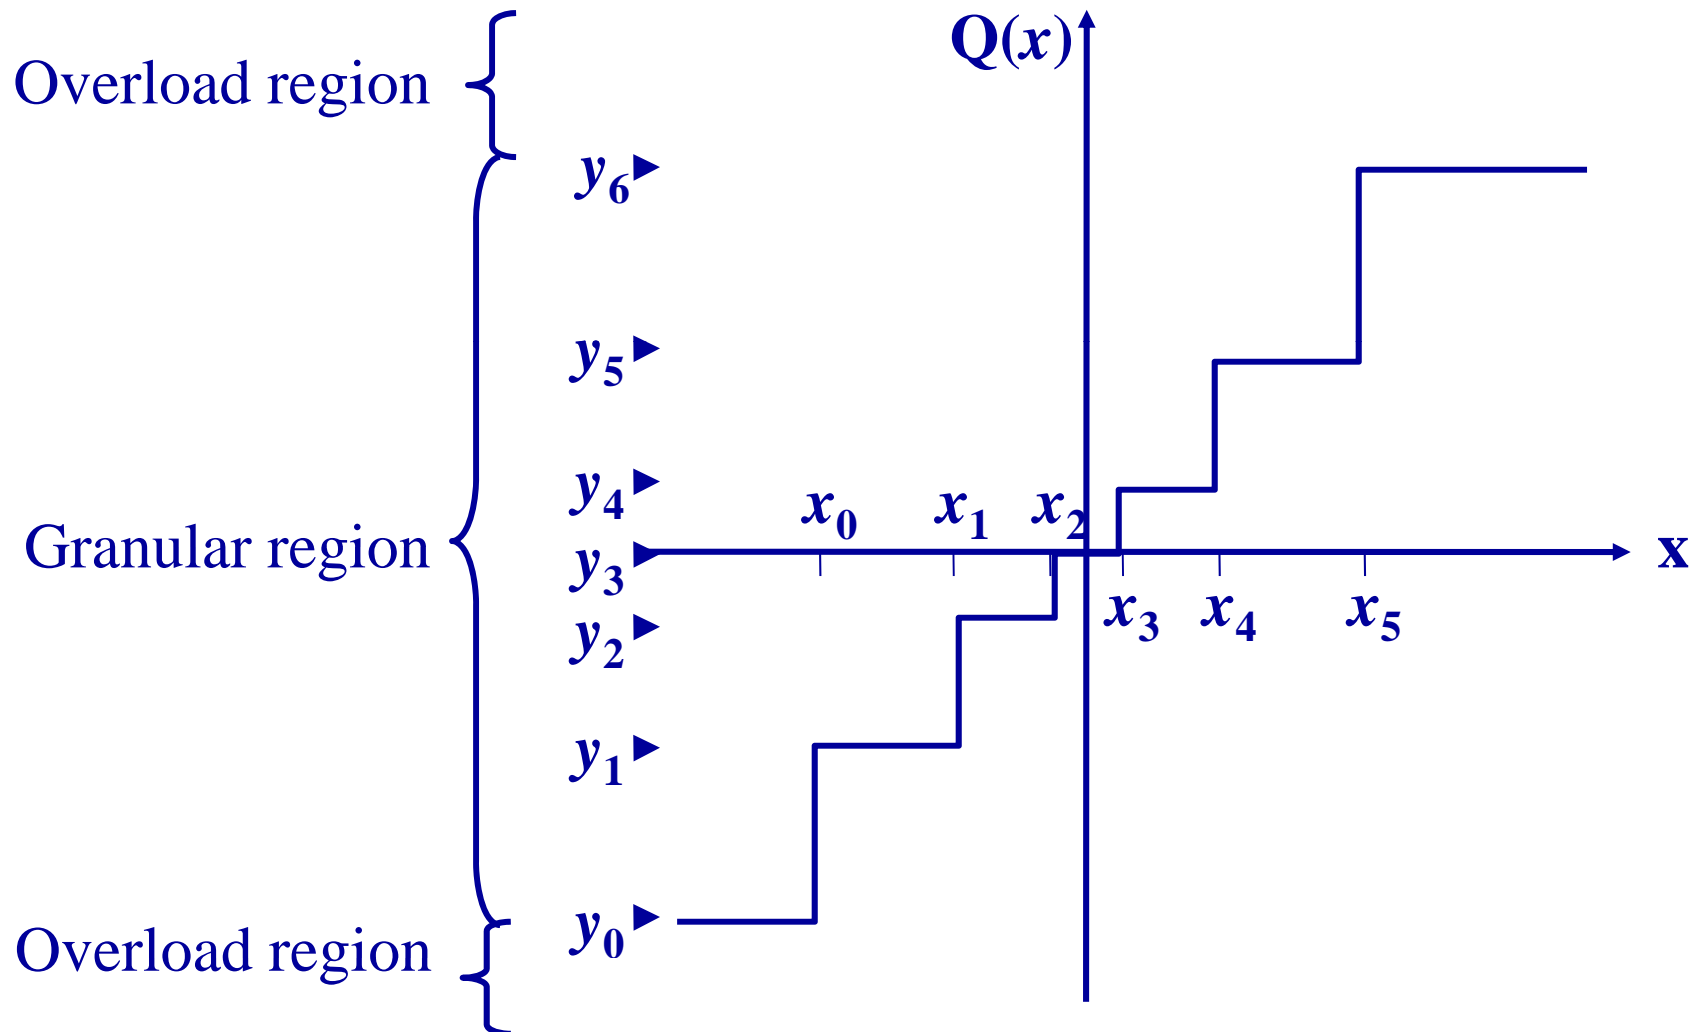 Q(x)
Overload region
y6
y5
y4
x0 x1 x2
Granular region
y3
x
x3 x4 x5
y2
y1
y0
Overload region